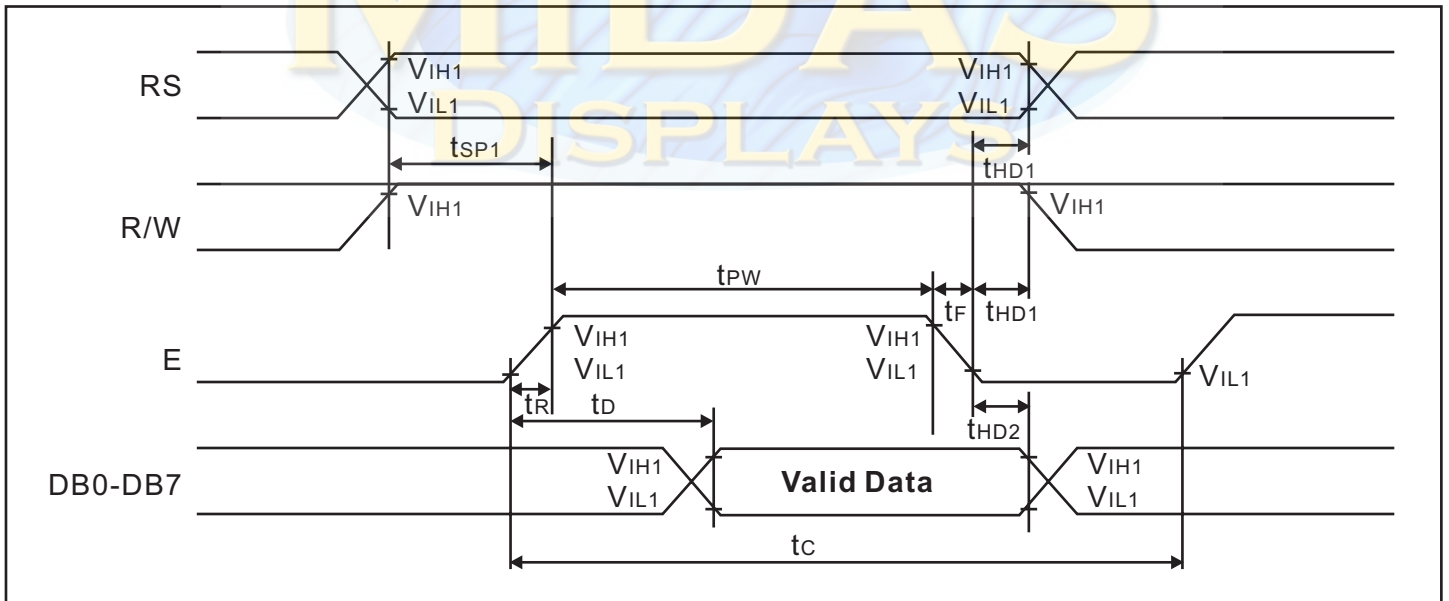 MIDAS
DISPLAYS
RS
VIH1
VIL1
VIH1
VIL1
tSP1
tHD1
R/W
VIH1
VIH1
tPW
tF
tHD1
E
VIH1
VIL1
VIH1
VIL1
VIL1
tR
tD
tHD2
DB0-DB7
VIH1
VIL1
Valid Data
VIH1
VIL1
tC